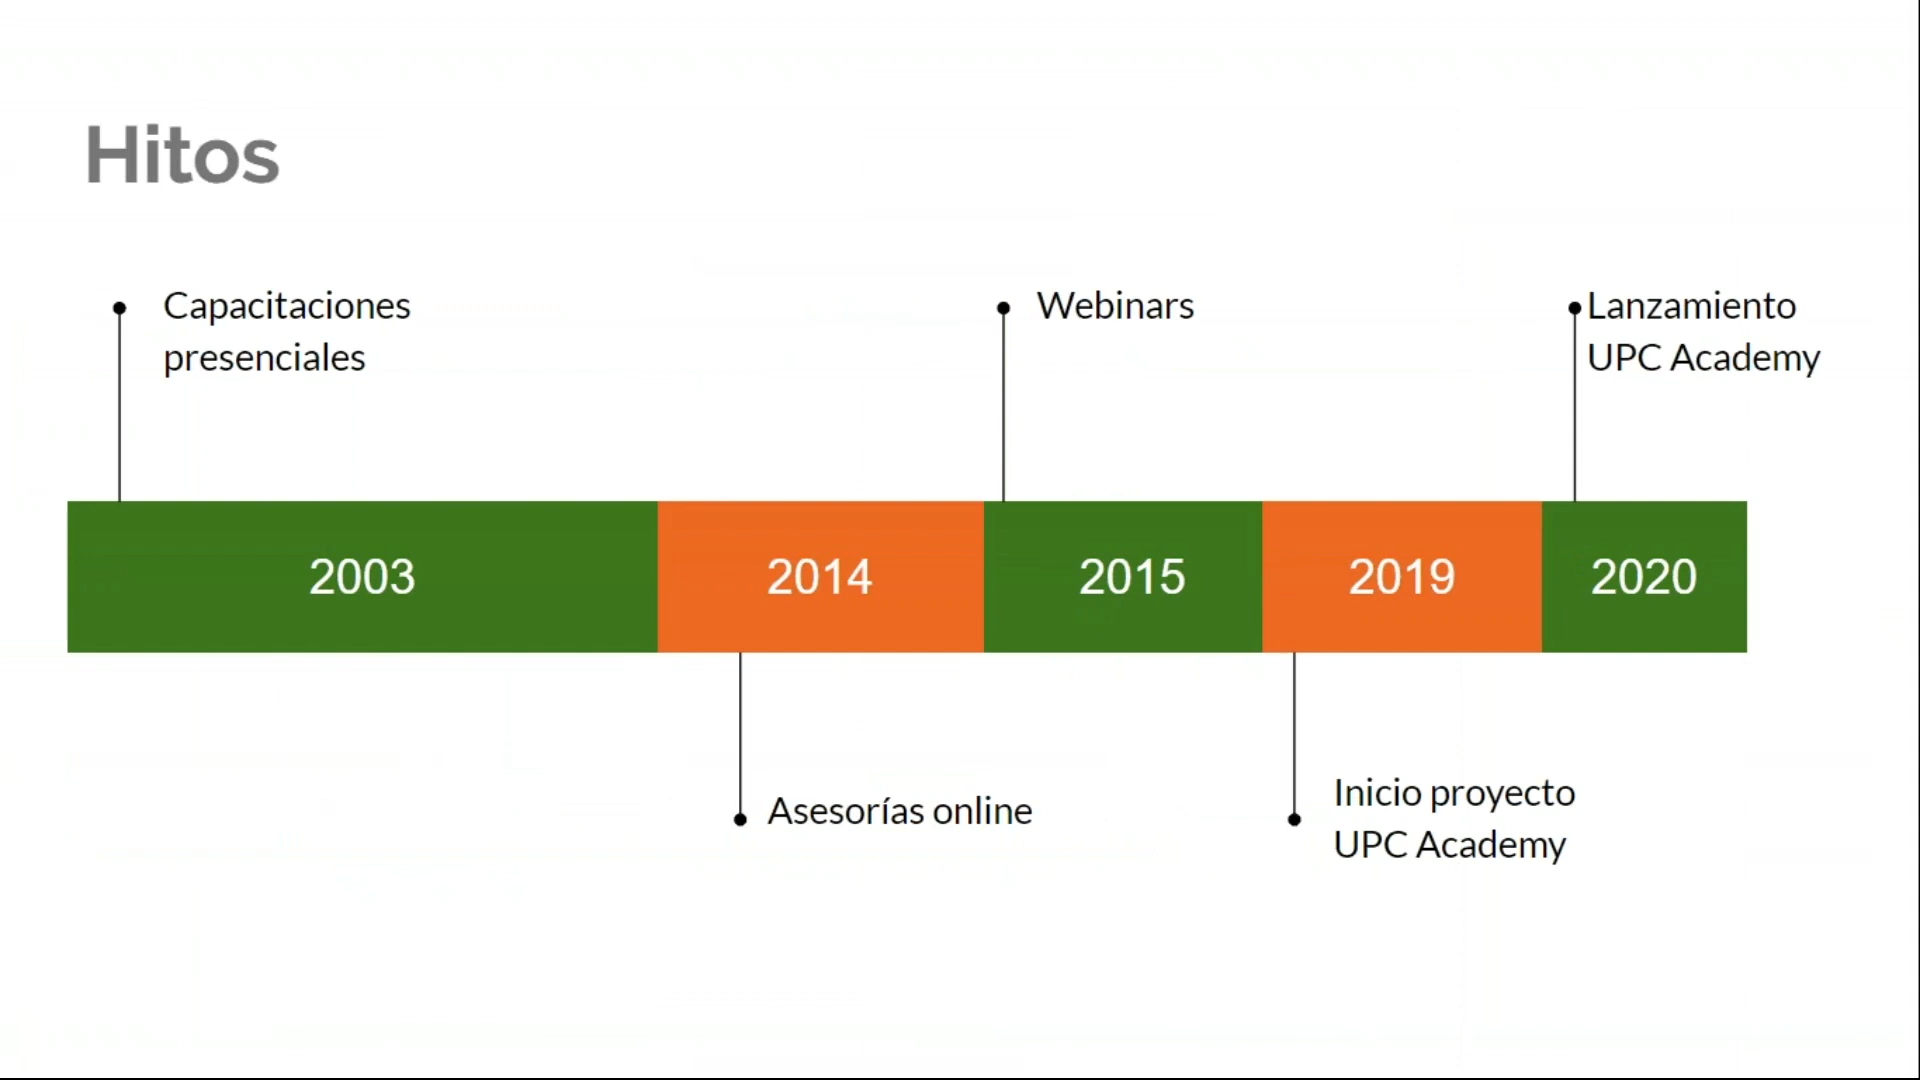 Hitos
Capacitaciones
presenciales
Webinars
Lanzamiento
UPC Academy
2003
2014
2015
2019
2020
Asesorías online
Inicio proyecto
UPC Academy